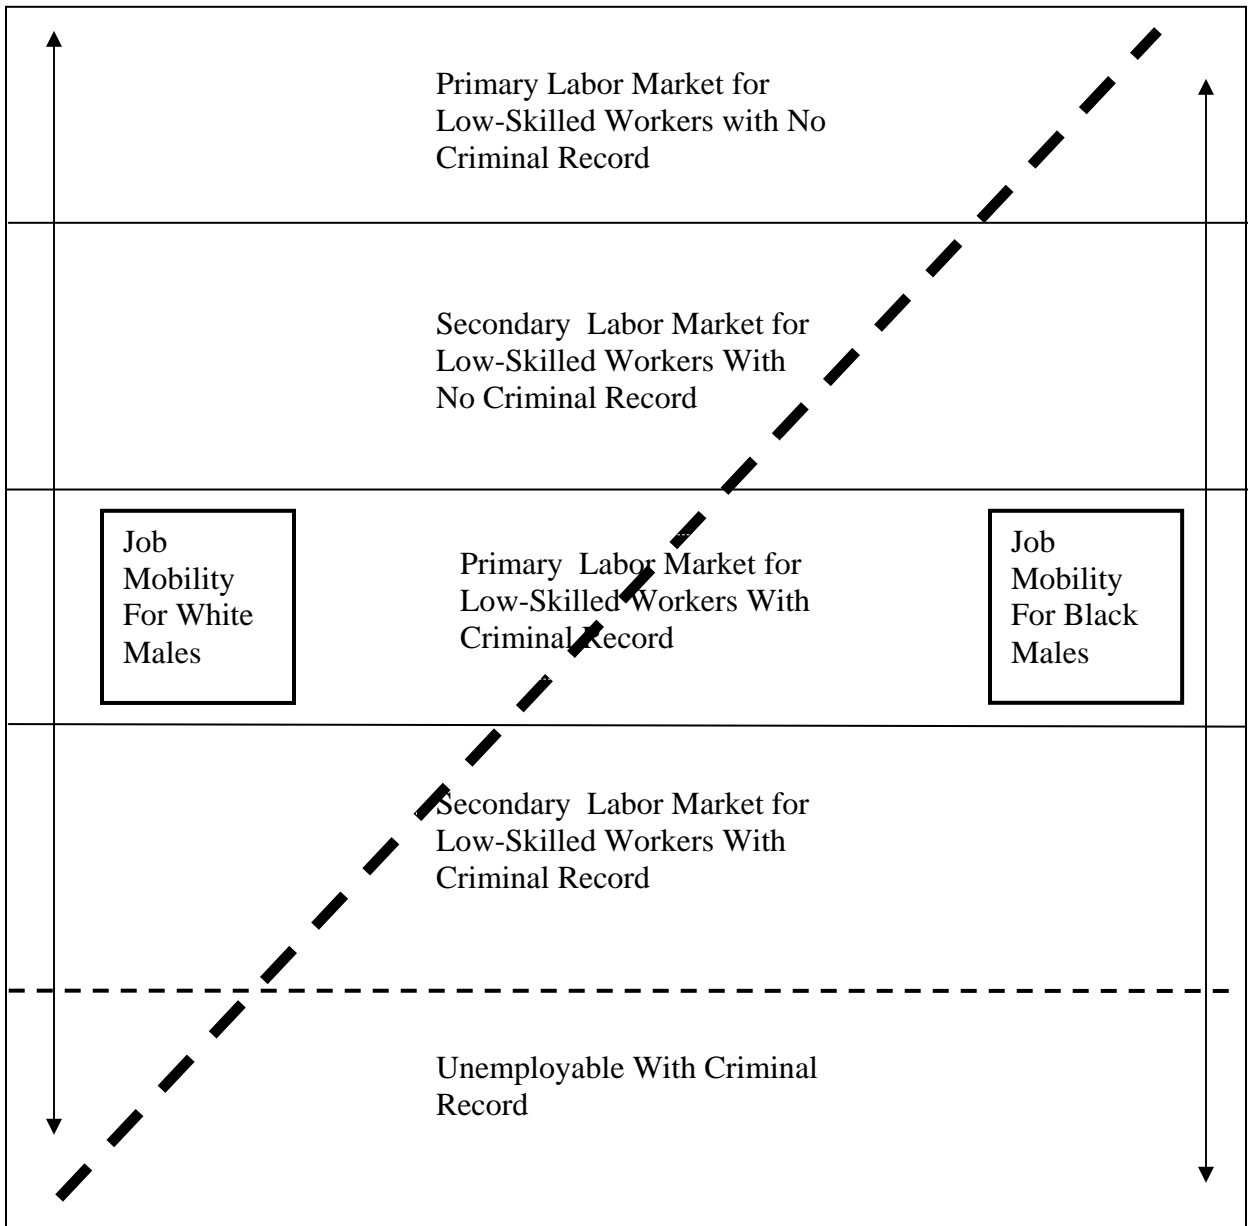 Primary Labor Market for
Low-Skilled Workers with No
Criminal Record
Secondary  Labor Market for
Low-Skilled Workers With
No Criminal Record
Job
Mobility
For White
Males
Primary  Labor Market for
Low-Skilled Workers With
Criminal Record
Job
Mobility
For Black
Males
Secondary  Labor Market for
Low-Skilled Workers With
Criminal Record
Unemployable With Criminal
Record